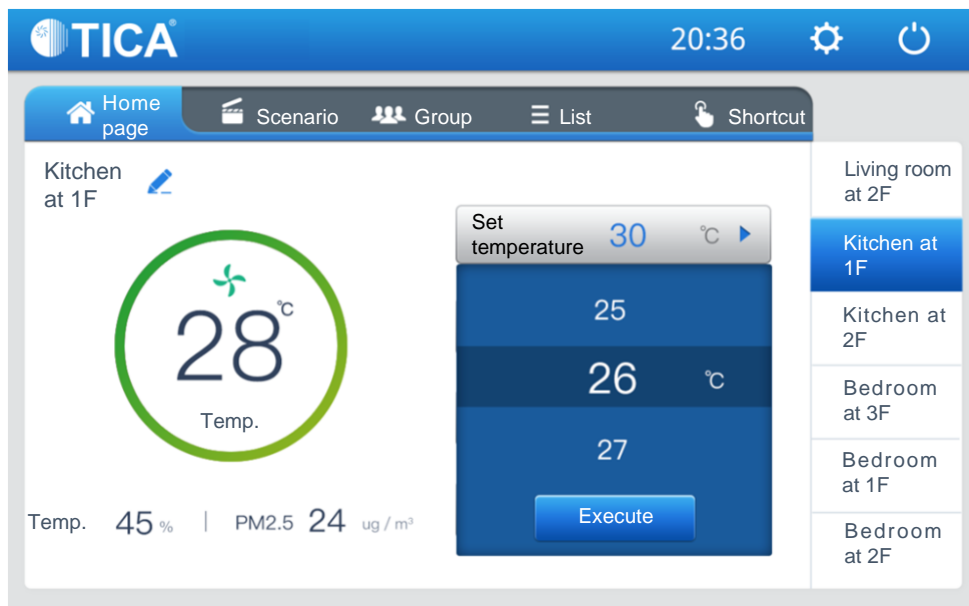 TICA®
20:36
Home
page
Scenario
Group
List
Shortcut
Kitchen
at 1F
28℃
Temp.
Temp. 45 % | PM2.5 24 ug / m³
Set
temperature 30 ℃
25
26 ℃
27
Execute
Living room
at 2F
Kitchen at
1F
Kitchen at
2F
Bedroom
at 3F
Bedroom
at 1F
Bedroom
at 2F